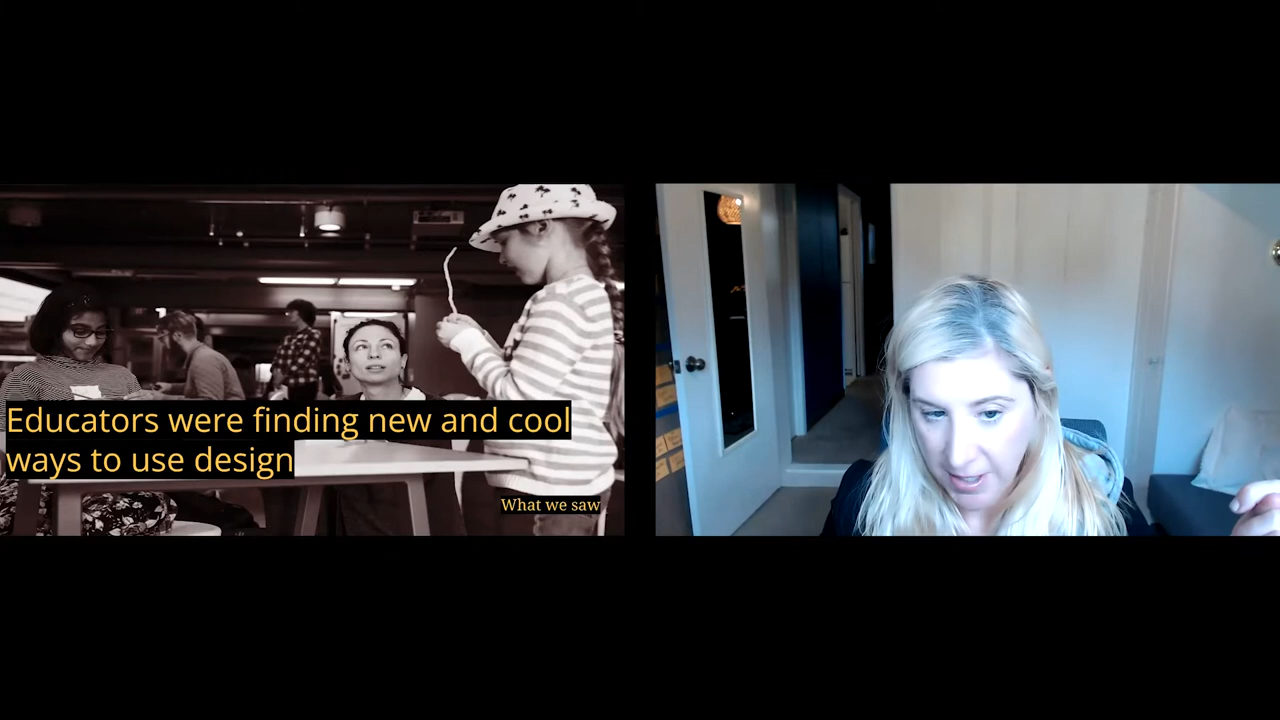 Educators were finding new and cool
ways to use design
What we saw